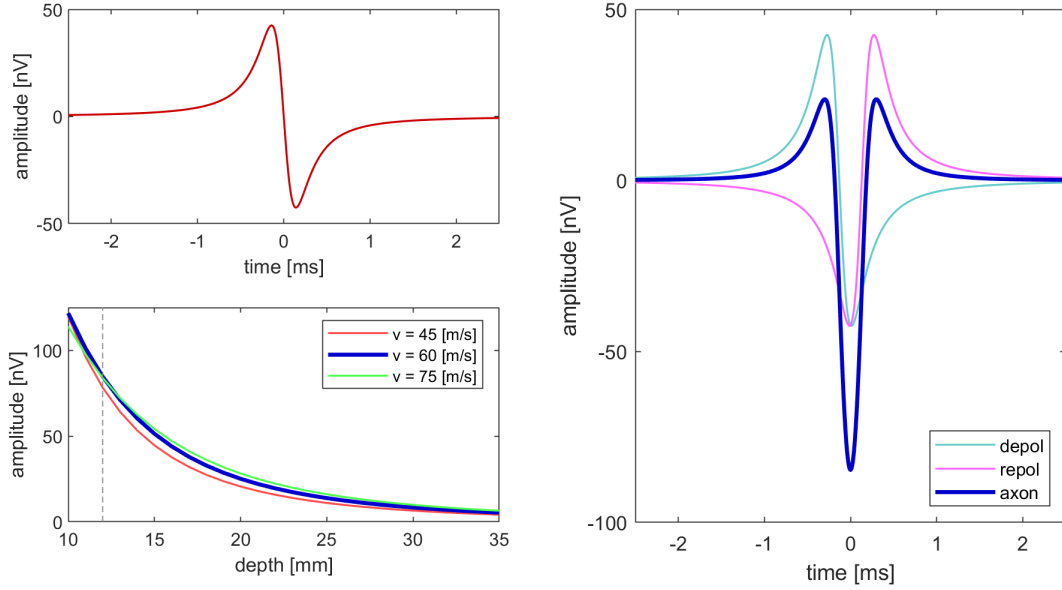 50
0
-50
amplitude [nV]
-2
-1
0
1
2
time [ms]
100
50
0
amplitude [nV]
10
15
20
25
30
35
depth [mm]
v = 45 [m/s]
v = 60 [m/s]
v = 75 [m/s]
50
0
-50
-100
amplitude [nV]
-2
-1
0
1
2
time [ms]
depol
repol
axon